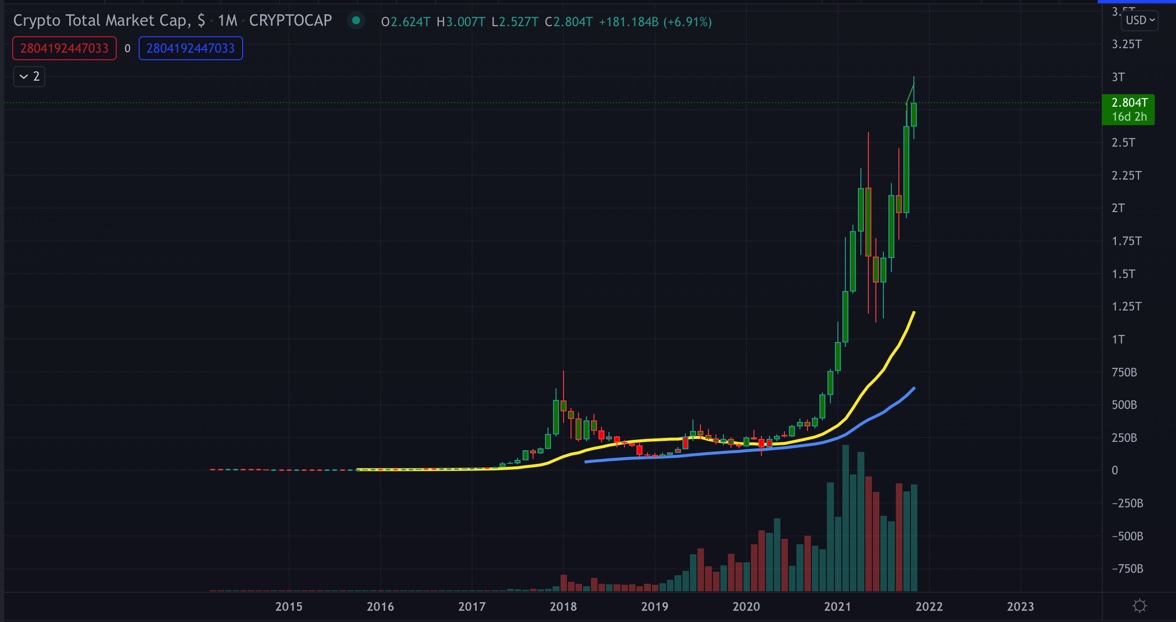 Crypto Total Market Cap, $ · 1M · CRYPTOCAP O2.624T H3.007T L2.527T C2.804T +181.184B (+6.91%)
2804192447033 0 2804192447033
2
USD
3.25T
3T
2.804T
16d 2h
2.5T
2.25T
2T
1.75T
1.5T
1.25T
1T
750B
500B
250B
0
−250B
−500B
−750B
2015 2016 2017 2018 2019 2020 2021 2022 2023